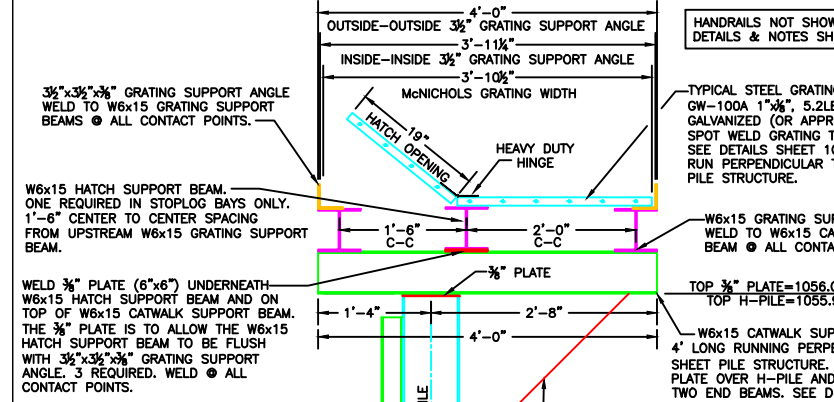 4'-0"
OUTSIDE-OUTSIDE 3½" GRATING SUPPORT ANGLE
3'-11¼"
INSIDE-INSIDE 3½" GRATING SUPPORT ANGLE
3'-10½"
McNICHOLS GRATING WIDTH
HANDRAILS NOT SHOW
DETAILS & NOTES SH
3½"x3½"x⅜" GRATING SUPPORT ANGLE
WELD TO W6x15 GRATING SUPPORT
BEAMS @ ALL CONTACT POINTS.
19"
HATCH OPENING
HEAVY DUTY
HINGE
TYPICAL STEEL GRATING
GW-100A 1"x⅛", 5.2LB
GALVANIZED (OR APPR
SPOT WELD GRATING T
SEE DETAILS SHEET 10
RUN PERPENDICULAR T
PILE STRUCTURE.
W6x15 HATCH SUPPORT BEAM.
ONE REQUIRED IN STOPLOG BAYS ONLY.
1'-6" CENTER TO CENTER SPACING
FROM UPSTREAM W6x15 GRATING SUPPORT
BEAM.
1'-6"
C-C
2'-0"
C-C
W6x15 GRATING SU
WELD TO W6x15 CA
BEAM @ ALL CONTA
WELD ⅜" PLATE (6"x6") UNDERNEATH
W6x15 HATCH SUPPORT BEAM AND ON
TOP OF W6x15 CATWALK SUPPORT BEAM.
THE ⅜" PLATE IS TO ALLOW THE W6x15
HATCH SUPPORT BEAM TO BE FLUSH
WITH 3½"x3½"x⅜" GRATING SUPPORT
ANGLE. 3 REQUIRED. WELD @ ALL
CONTACT POINTS.
⅜" PLATE
TOP ⅜" PLATE=1056.0
TOP H-PILE=1055.9
1'-4"
2'-8"
4'-0"
W6x15 CATWALK SUP
4' LONG RUNNING PERPE
SHEET PILE STRUCTURE.
PLATE OVER H-PILE AND
TWO END BEAMS. SEE D
ILE